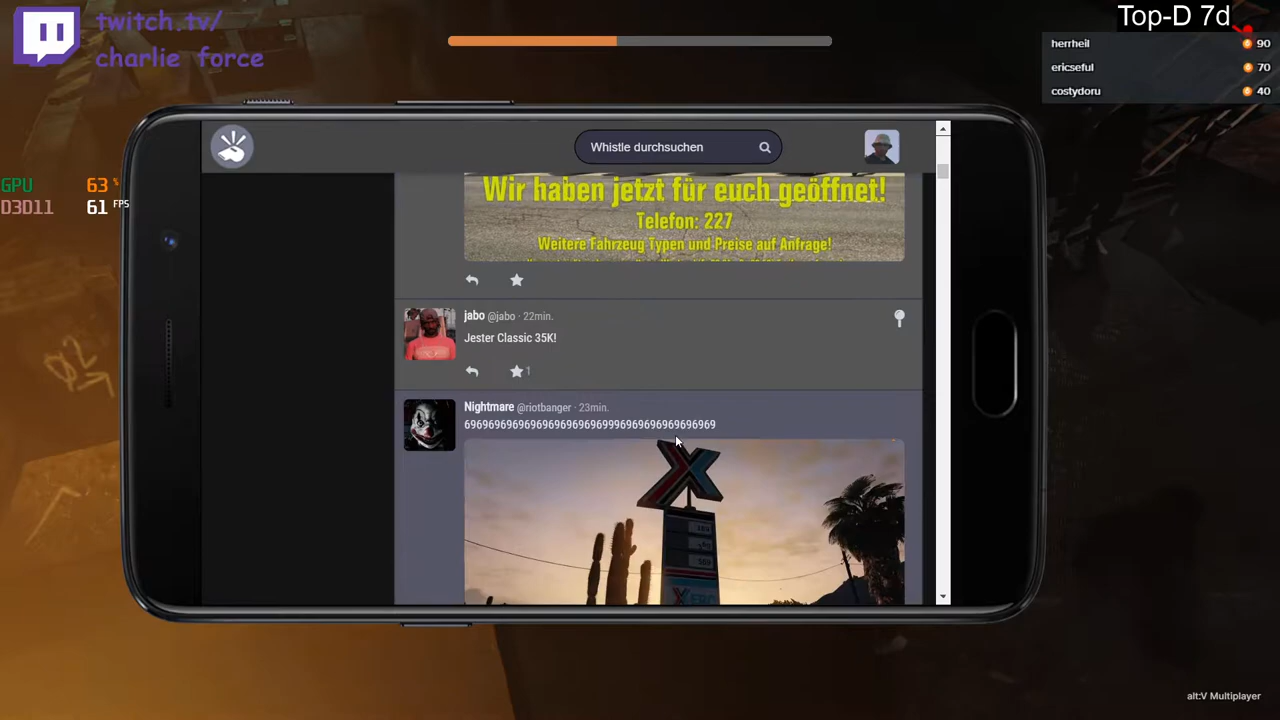 twitch.tv/
charlie force
Top-D 7d
herrheil 90
ericseful 70
costydoru 40
GPU 63 %
D3D11 61 FPS
Whistle durchsuchen
Wir haben jetzt für euch geöffnet!
Telefon: 227
Weitere Fahrzeug Typen und Preise auf Anfrage!
jabo @jabo · 22min.
Jester Classic 35K!
1
Nightmare @riotbanger · 23min.
X
alt:V Multiplayer